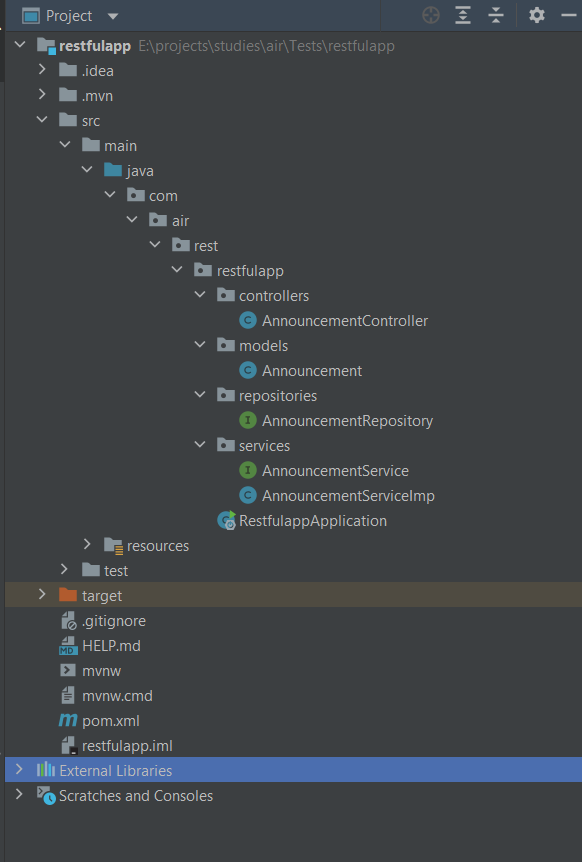 Project
restfulapp E:\projects\studies\air\Tests\restfulapp
.idea
.mvn
src
main
java
com
air
rest
restfulapp
controllers
C AnnouncementController
models
C Announcement
repositories
I AnnouncementRepository
services
I AnnouncementService
C AnnouncementServiceImp
RestfulappApplication
resources
test
target
.gitignore
MD HELP.md
mvnw
mvnw.cmd
m pom.xml
restfulapp.iml
External Libraries
Scratches and Consoles